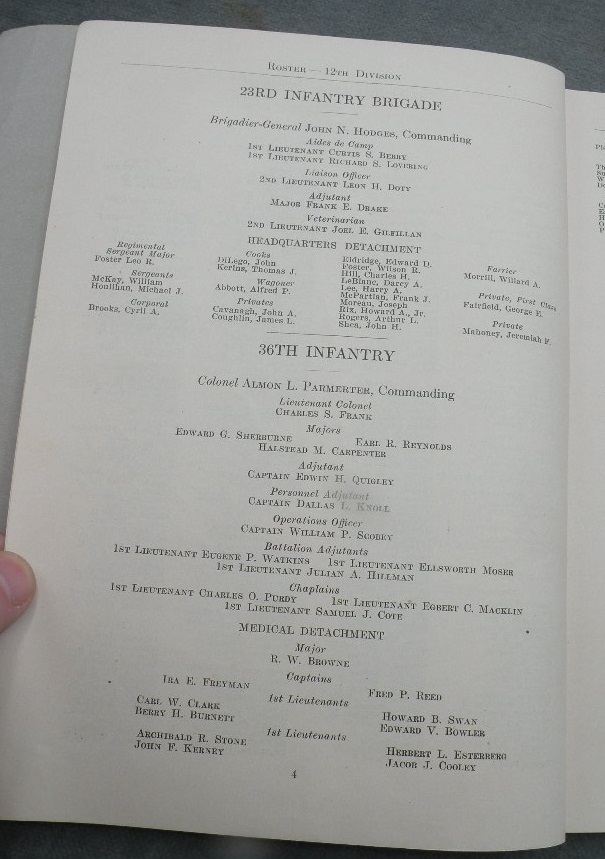 Roster — 12th Division
23RD INFANTRY BRIGADE
Brigadier-General John N. Hodges, Commanding
Aides de Camp
1st Lieutenant Curtis S. Berry
1st Lieutenant Richard S. Lovering
Liaison Officer
2nd Lieutenant Leon H. Doty
Adjutant
Major Frank E. Drake
Veterinarian
2nd Lieutenant Joel E. Gilfillan
HEADQUARTERS DETACHMENT
Regimental
Sergeant Major
Foster Leo R.
Sergeants
McKay, William
Houlihan, Michael J.
Corporal
Brooks, Cyril A.
Cooks
DiLego, John
Kerins, Thomas J.
Wagoner
Abbott, Alfred P.
Privates
Cavanagh, John A.
Coughlin, James L.
Eldridge, Edward D.
Foster, Wilson R.
Hill, Charles H.
LeBlanc, Darcy A.
Lee, Harry A.
McPartlan, Frank J.
Moreau, Joseph
Rix, Howard A., Jr.
Rogers, Arthur L.
Shea, John H.
Farrier
Morrill, Willard A.
Private, First Class
Fairfield, George E.
Private
Mahoney, Jeremiah F.
36TH INFANTRY
Colonel Almon L. Parmerter, Commanding
Lieutenant Colonel
Charles S. Frank
Majors
Edward G. Sherburne Earl R. Reynolds
Halstead M. Carpenter
Adjutant
Captain Edwin H. Quigley
Personnel Adjutant
Captain Dallas L. Knoll
Operations Officer
Captain William P. Scobey
Battalion Adjutants
1st Lieutenant Eugene P. Watkins 1st Lieutenant Ellsworth Moser
1st Lieutenant Julian A. Hillman
Chaplains
1st Lieutenant Charles O. Purdy 1st Lieutenant Egbert C. Macklin
1st Lieutenant Samuel J. Cote
MEDICAL DETACHMENT
Major
R. W. Browne
Captains
Ira E. Freyman Fred P. Reed
1st Lieutenants
Carl W. Clark Howard B. Swan
Berry H. Burnett Edward V. Bowler
1st Lieutenants
Archibald R. Stone Herbert L. Esterberg
John F. Kerney Jacob J. Cooley
4